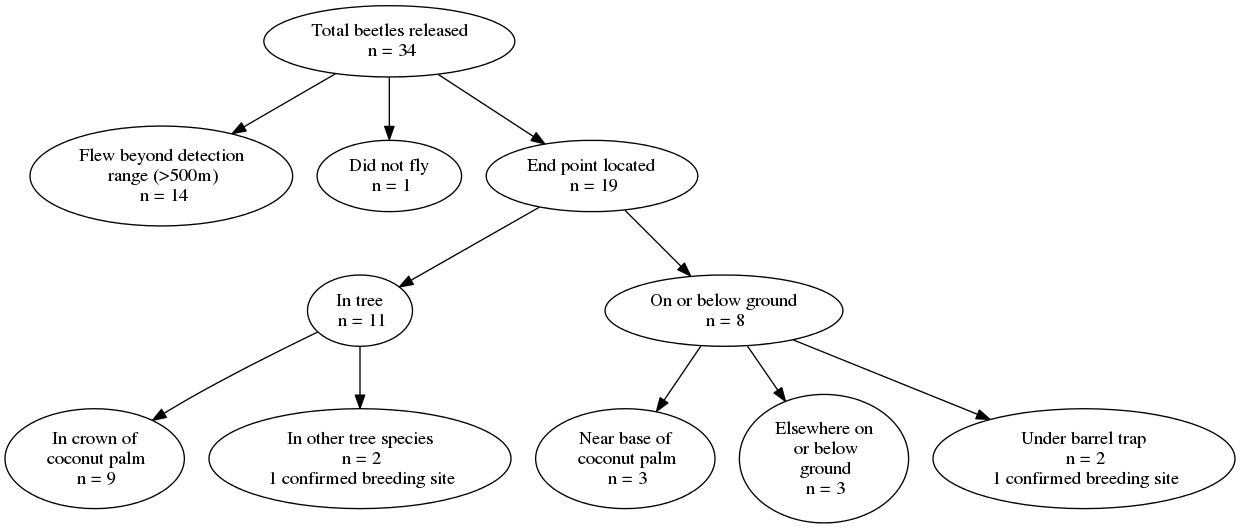 Total beetles released
n = 34
Flew beyond detection
range (>500m)
n = 14
Did not fly
n = 1
End point located
n = 19
In tree
n = 11
On or below ground
n = 8
In crown of
coconut palm
n = 9
In other tree species
n = 2
1 confirmed breeding site
Near base of
coconut palm
n = 3
Elsewhere on
or below
ground
n = 3
Under barrel trap
n = 2
1 confirmed breeding site